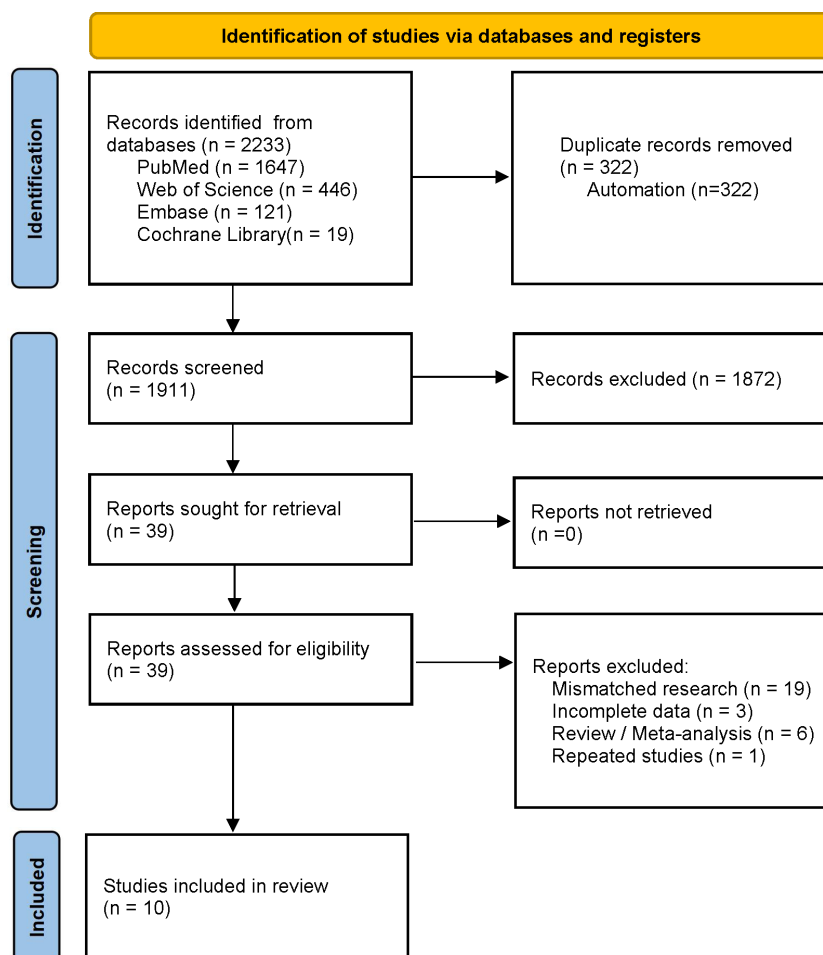 Identification of studies via databases and registers
Identification
Records identified  from
databases (n = 2233)
PubMed = 1647)
Web of Science (n = 446)
Embase (n = 121)
Cochrane Library(n = 19)
Duplicate records removed
(n = 322)
Automation (n=322)
Screening
Records screened
(n = 1911)
Records excluded (n = 1872)
Reports sought for retrieval
(n = 39)
Reports not retrieved
(n =0)
Reports assessed for eligibility
(n = 39)
Reports excluded:
Mismatched research (n = 19)
Incomplete data (n = 3)
Review / Meta-analysis (n = 6)
Repeated studies (n = 1)
Included
Studies included in review
(n = 10)